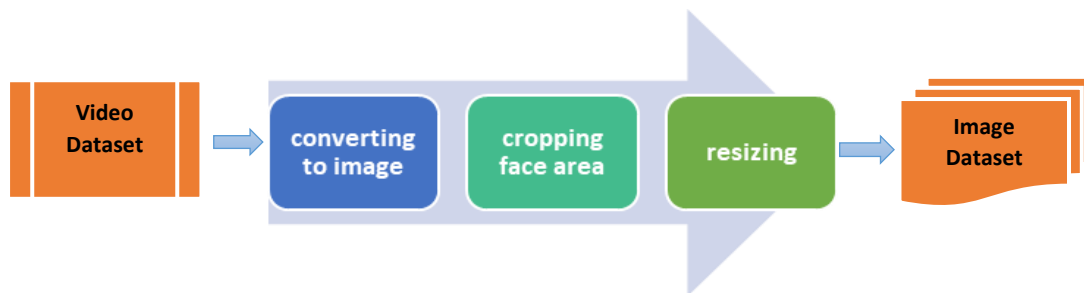 Video
Dataset
converting
to image
cropping
face area
resizing
Image
Dataset